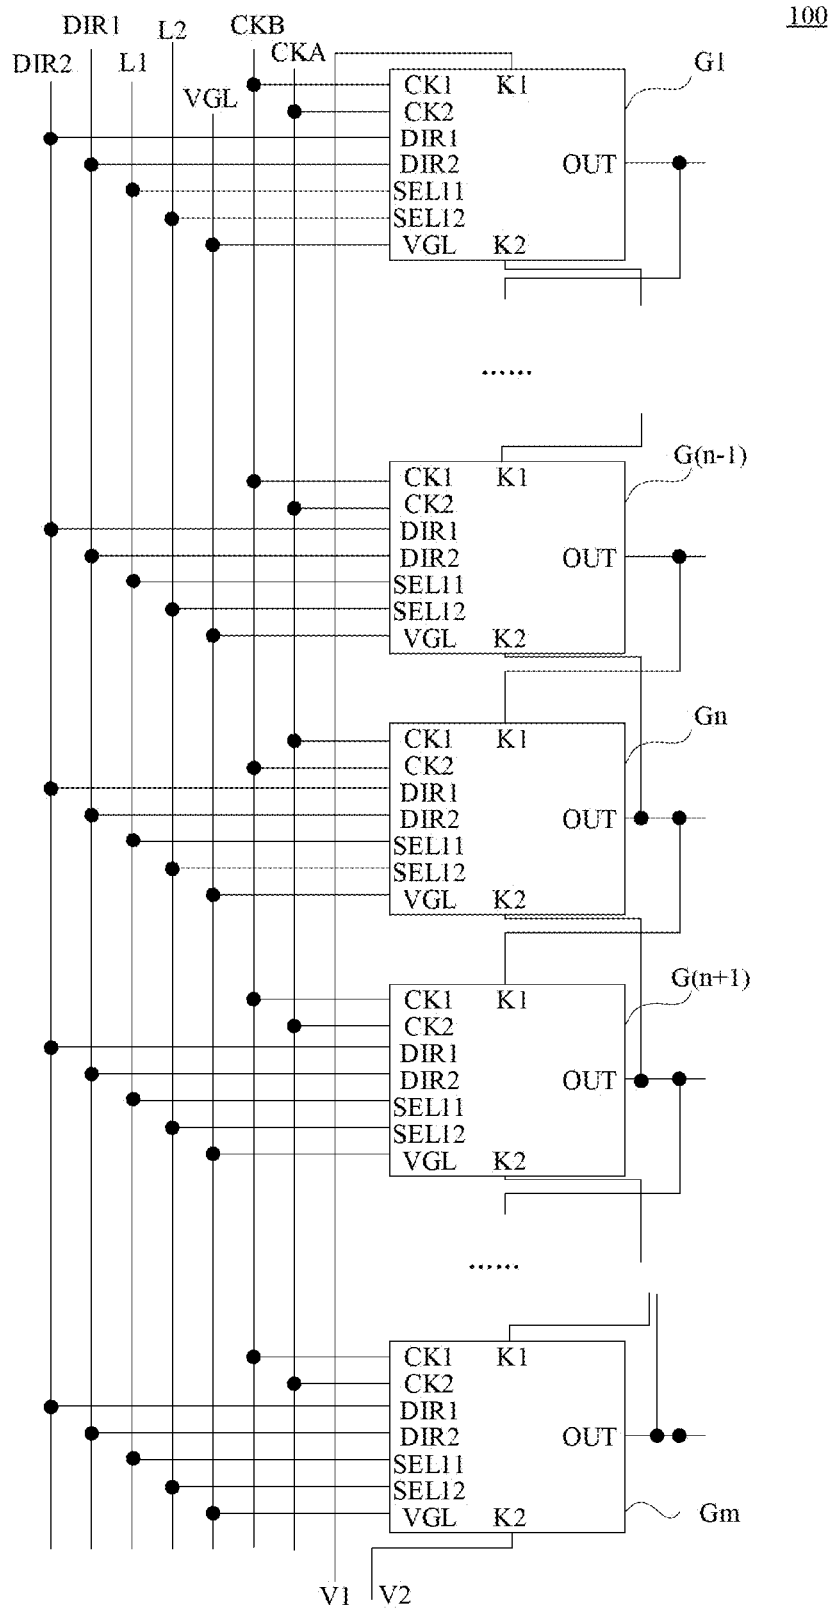 100
DIR1 L2 CKB
DIR2 L1 CKA
VGL
G1
CK1 K1
CK2
DIR1
DIR2 OUT
SEL11
SEL12
VGL K2
......
G(n-1)
CK1 K1
CK2
DIR1
DIR2 OUT
SEL11
SEL12
VGL K2
Gn
CK1 K1
CK2
DIR1
DIR2 OUT
SEL11
SEL12
VGL K2
G(n+1)
CK1 K1
CK2
DIR1
DIR2 OUT
SEL11
SEL12
VGL K2
......
CK1 K1
CK2
DIR1
DIR2 OUT
SEL11
SEL12
VGL K2
Gm
V1 V2